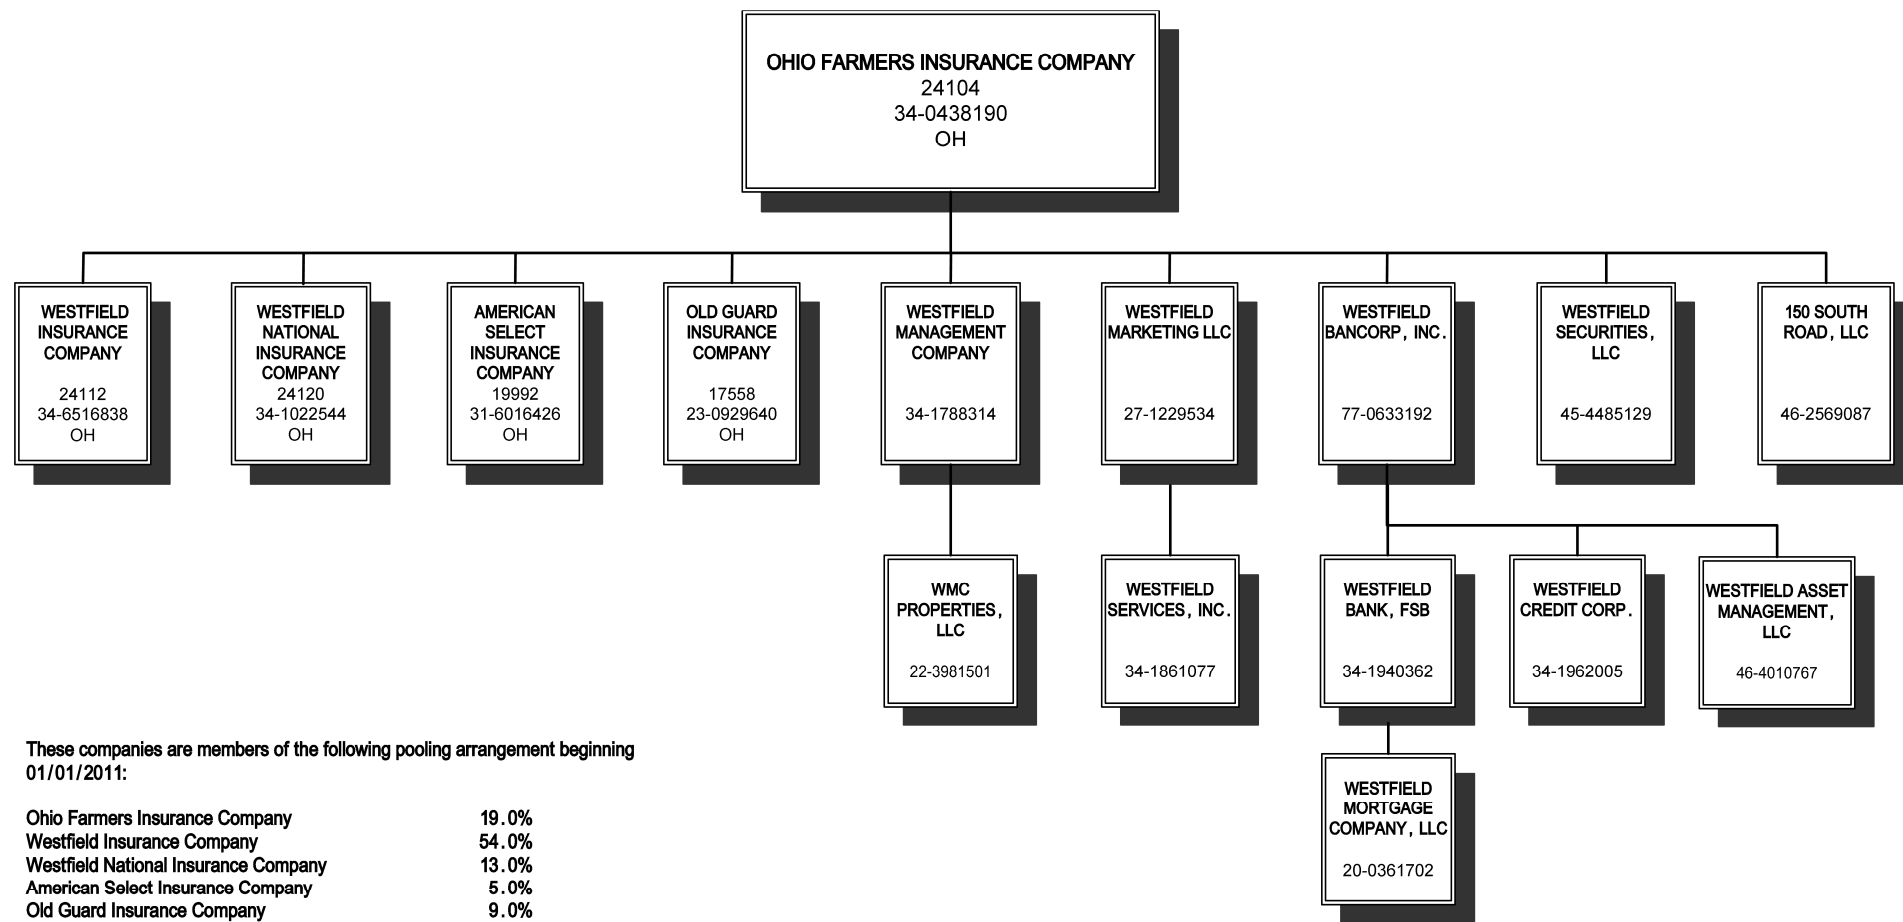 OHIO FARMERS INSURANCE COMPANY
24104
34-0438190
OH
WESTFIELD
INSURANCE
COMPANY
24112
34-6516838
OH
WESTFIELD
NATIONAL
INSURANCE
COMPANY
24120
34-1022544
OH
AMERICAN
SELECT
INSURANCE
COMPANY
19992
31-6016426
OH
OLD GUARD
INSURANCE
COMPANY
17558
23-0929640
OH
WESTFIELD
MANAGEMENT
COMPANY
34-1788314
WESTFIELD
MARKETING LLC
27-1229534
WESTFIELD
BANCORP, INC.
77-0633192
WESTFIELD
SECURITIES,
LLC
45-4485129
150 SOUTH
ROAD, LLC
46-2569087
WMC
PROPERTIES,
LLC
22-3981501
WESTFIELD
SERVICES, INC.
34-1861077
WESTFIELD
BANK, FSB
34-1940362
WESTFIELD
CREDIT CORP.
34-1962005
WESTFIELD ASSET
MANAGEMENT,
LLC
46-4010767
WESTFIELD
MORTGAGE
COMPANY, LLC
20-0361702
These companies are members of the following pooling arrangement beginning
01/01/2011:
Ohio Farmers Insurance Company 19.0%
Westfield Insurance Company 54.0%
Westfield National Insurance Company 13.0%
American Select Insurance Company 5.0%
Old Guard Insurance Company 9.0%